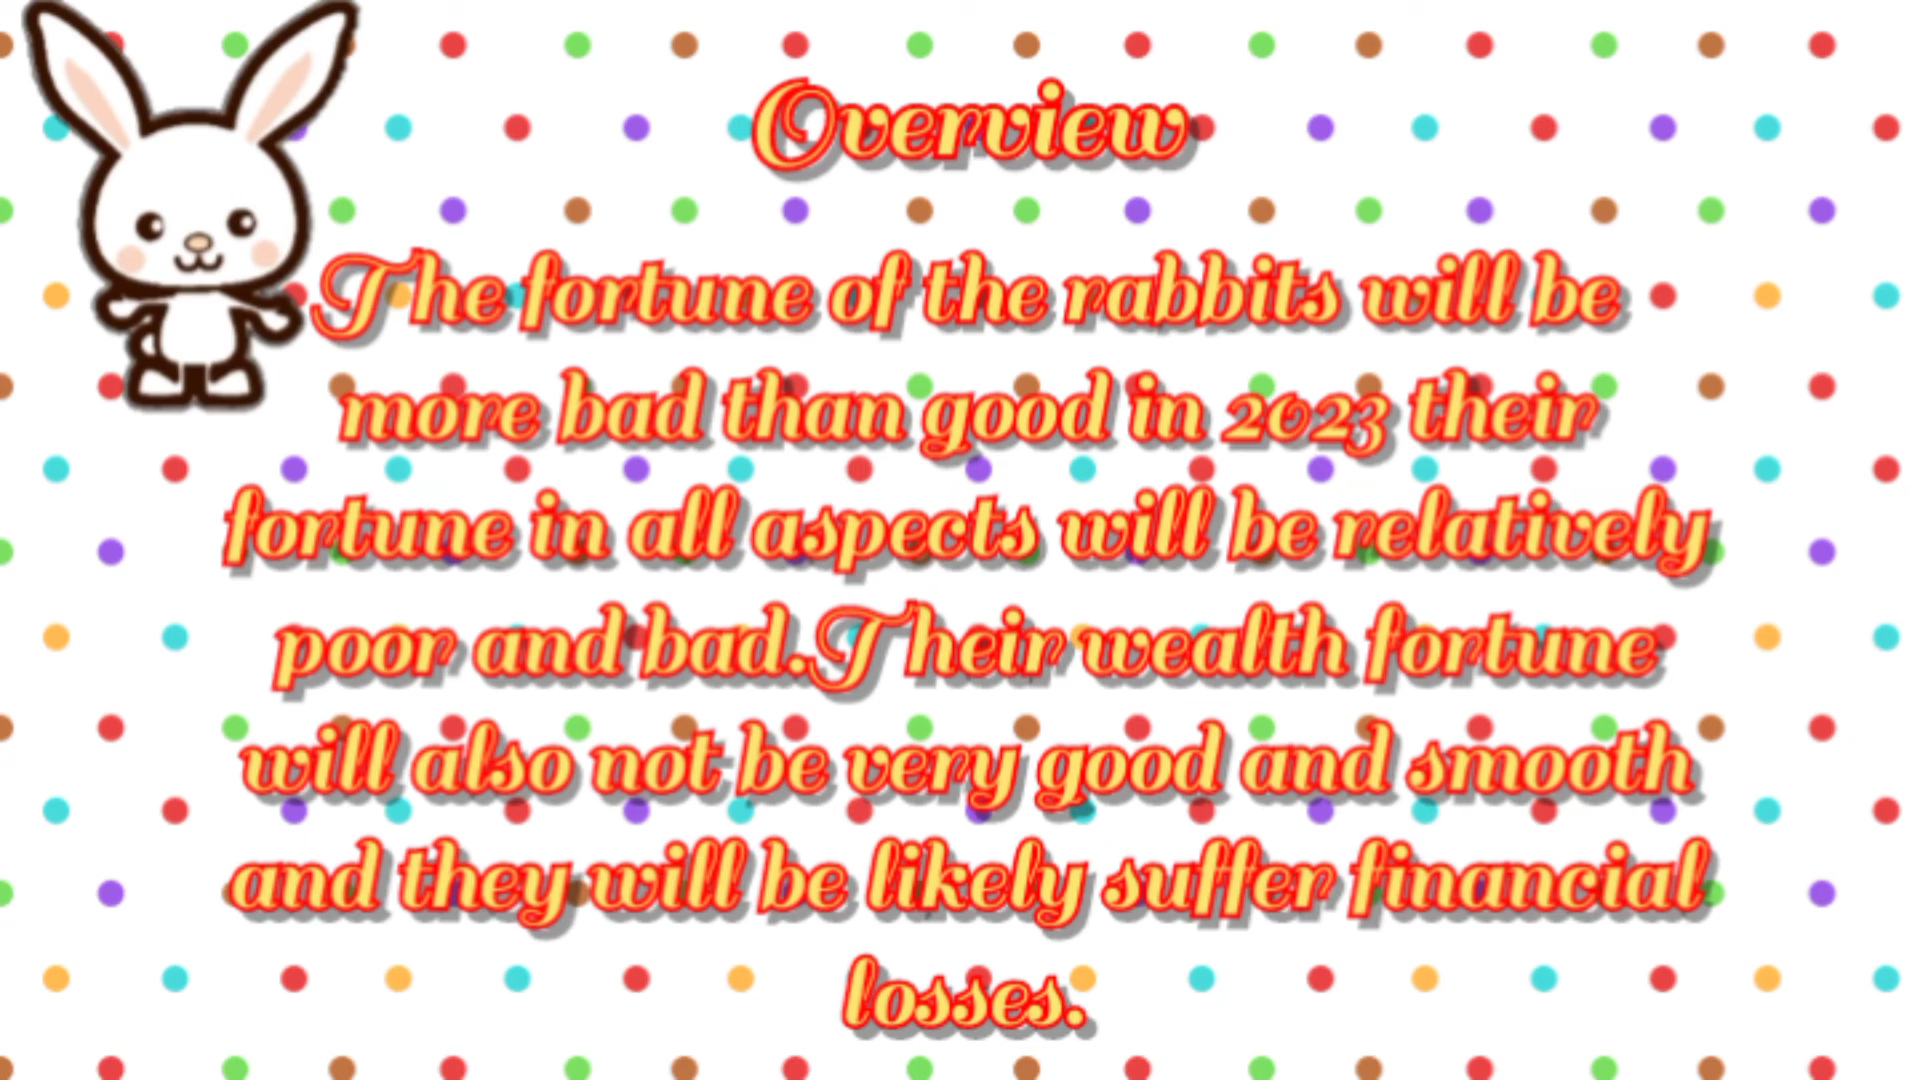 Overview
The fortune of the rabbits will be
more bad than good in 2023 their
fortune in all aspects will be relatively
poor and bad.Their wealth fortune
will also not be very good and smooth
and they will be likely suffer financial
losses.